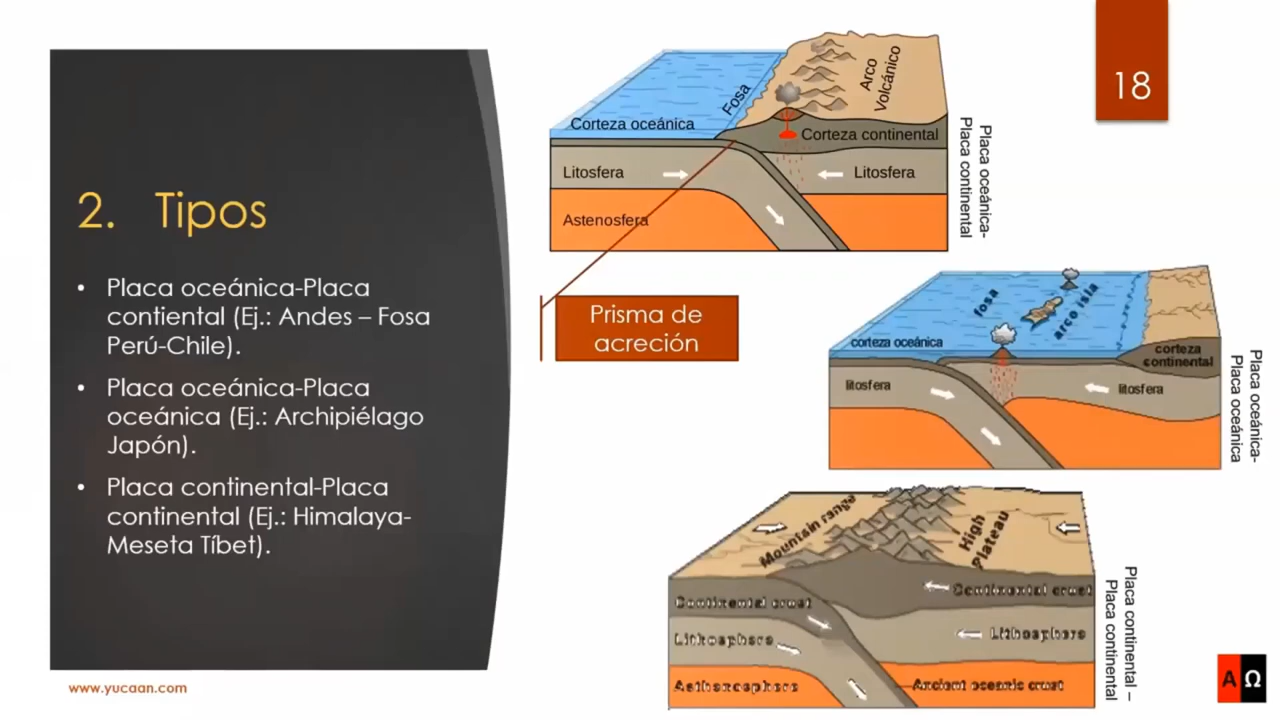 18
2. Tipos
• Placa oceánica-Placa
contiental (Ej.: Andes – Fosa
Perú-Chile).
• Placa oceánica-Placa
oceánica (Ej.: Archipiélago
Japón).
• Placa continental-Placa
continental (Ej.: Himalaya-
Meseta Tíbet).
www.yucaan.com
Fosa
Arco
Volcánico
Corteza oceánica
Corteza continental
Litosfera
Litosfera
Astenosfera
Placa oceánica-
Placa continental
Prisma de
acreción
fosa
arco isla
corteza oceánica
corteza
continental
litosfera
litosfera
Placa oceánica-
Placa oceánica
Mountain range
High
Plateau
Continental crust
Continental crust
Lithosphere
Lithosphere
Asthenosphere
Ancient oceanic crust
Placa continental –
Placa continental
A Ω